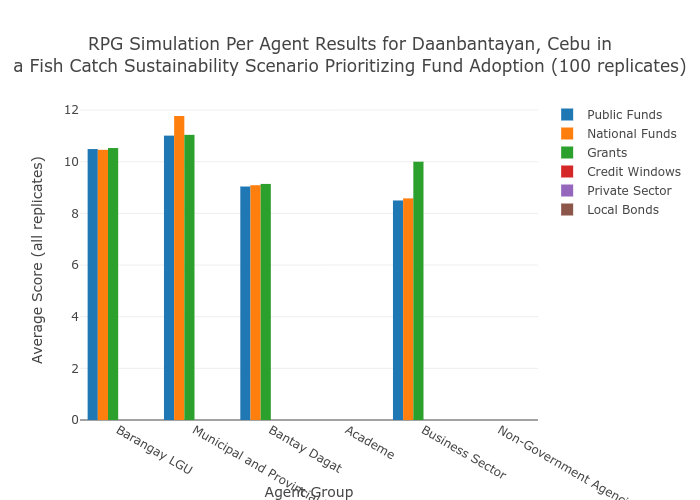 RPG Simulation Per Agent Results for Daanbantayan, Cebu in
a Fish Catch Sustainability Scenario Prioritizing Fund Adoption (100 replicates)
Public Funds
National Funds
Grants
Credit Windows
Private Sector
Local Bonds
Average Score (all replicates)
12
10
8
6
4
2
0
Barangay LGU
Municipal and
Bantay Dagat
Academe
Business Sector
Non-Government
Agent Group